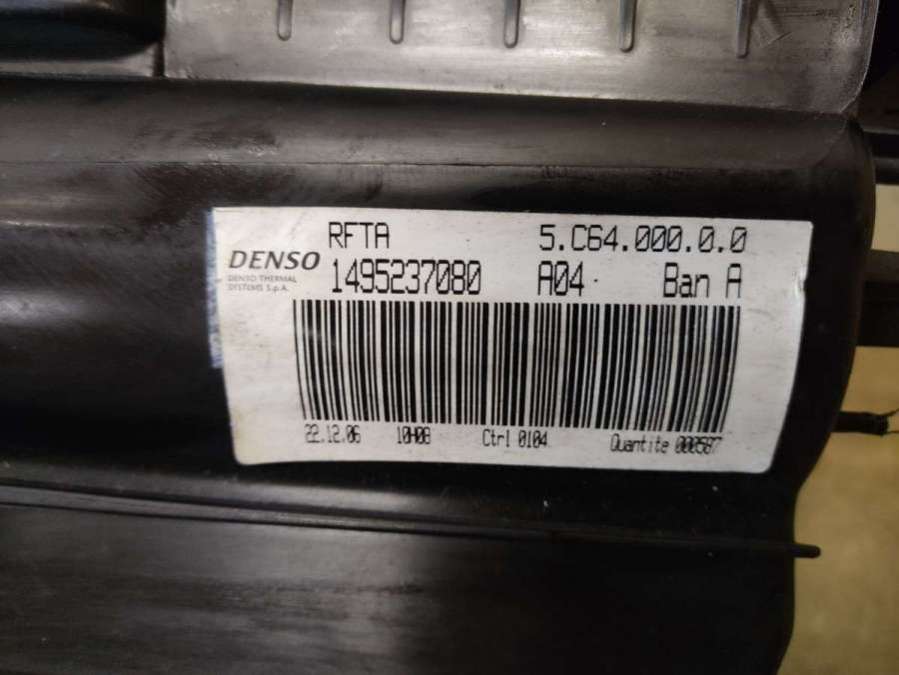 RFTA 5.C64.000.0.0
DENSO 1495237080 A04 Ban A
DENSO THERMAL
SYSTEMS S.p.A.
22.12.06 10H08 Ctrl 0104 Quantite 000587